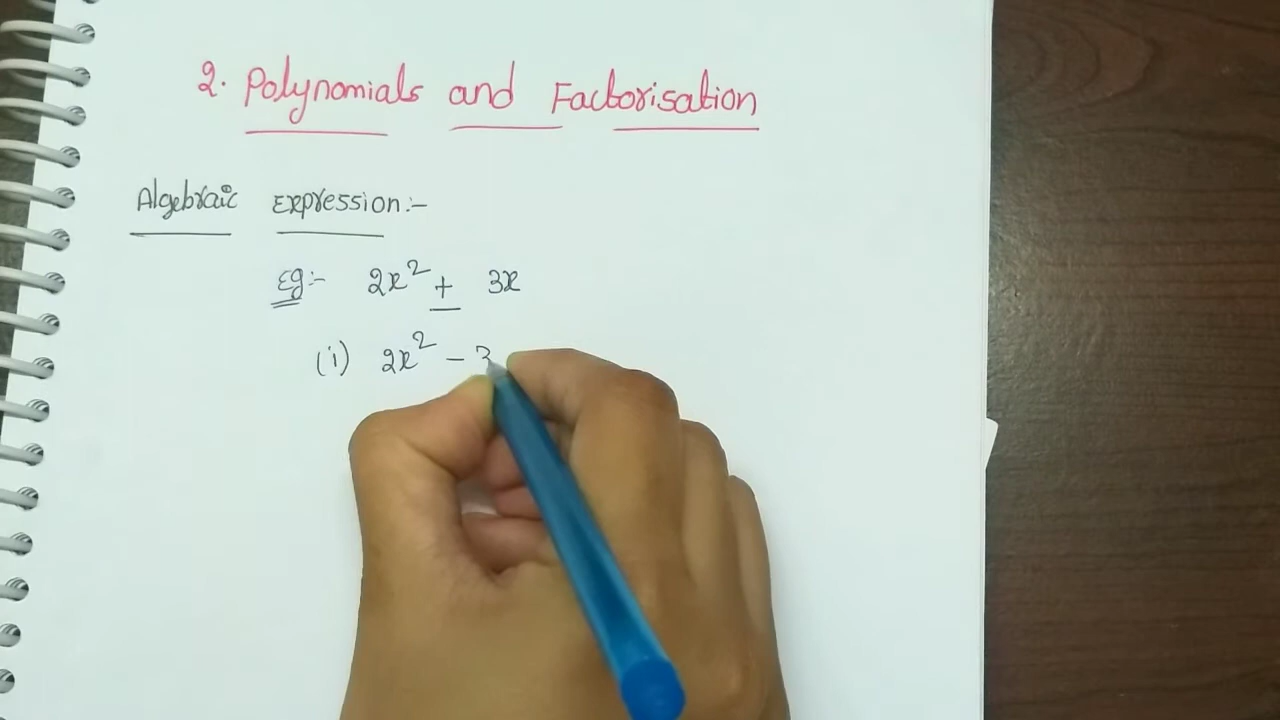 2. Polynomials and Factorisation
Algebraic Expression:-
Eg:- 2x² + 3x
(i) 2x² - 3